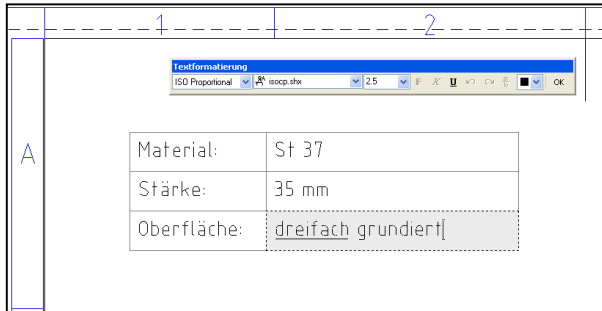 1 2
Textformatierung
ISO Proportional isocp.shx 2.5 F K U OK
A
Material: St 37
Stärke: 35 mm
Oberfläche: dreifach grundiert